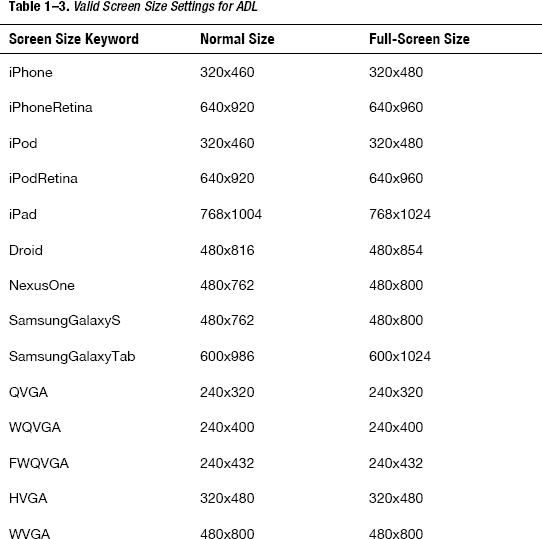 Table 1–3. Valid Screen Size Settings for ADL
Screen Size Keyword Normal Size Full-Screen Size
iPhone 320x460 320x480
iPhoneRetina 640x920 640x960
iPod 320x460 320x480
iPodRetina 640x920 640x960
iPad 768x1004 768x1024
Droid 480x816 480x854
NexusOne 480x762 480x800
SamsungGalaxyS 480x762 480x800
SamsungGalaxyTab 600x986 600x1024
QVGA 240x320 240x320
WQVGA 240x400 240x400
FWQVGA 240x432 240x432
HVGA 320x480 320x480
WVGA 480x800 480x800